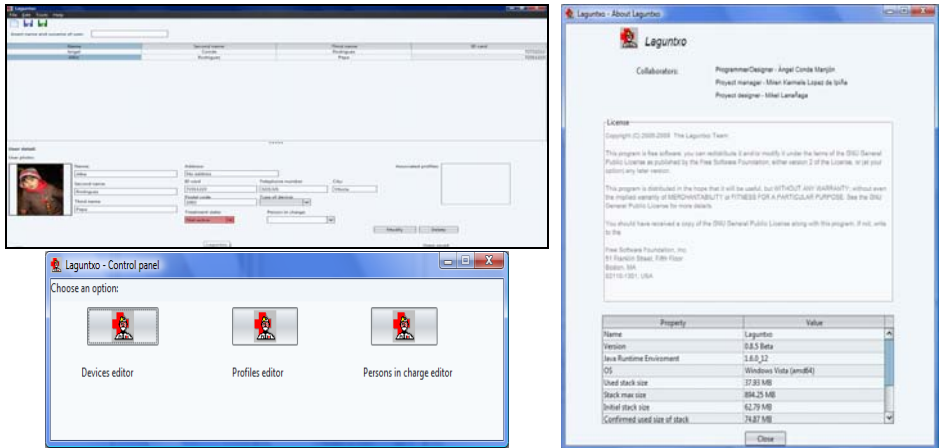 Laguntxo
File Edit Tools Help
Insert name and surname of user:
Name Second name Third name ID card
Angel Conde Rodriguez
Mikel Rodriguez Papa
User detail:
User photo:
Name
Second name
Rodriguez
Third name
Papa
Address
My address
ID card Telephone number City
Vitoria
Postal code Type of device
Treatment state Person in charge
Associated profiles
Modify Delete
Laguntxo - Control panel
Choose an option:
Devices editor Profiles editor Persons in charge editor
Laguntxo - About Laguntxo
Laguntxo
Collaborators:
Programmer/Designer - Ángel Conde Manjón
Proyect manager - Miren Karmele Lopez de Ipiña
Proyect designer - Mikel Larrañaga
License
Copyright (C) 2008-2009 The Laguntxo Team
This program is free software: you can redistribute it and/or modify it under the terms of the GNU General
Public License as published by the Free Software Foundation; either version 2 of the License, or (at your
option) any later version.
This program is distributed in the hope that it will be useful, but WITHOUT ANY WARRANTY; without even
the implied warranty of MERCHANTABILITY or FITNESS FOR A PARTICULAR PURPOSE. See the GNU
General Public License for more details.
You should have received a copy of the GNU General Public License along with this program; if not, write
to the
Free Software Foundation, Inc.
51 Franklin Street, Fifth Floor
Boston, MA
02110-1301, USA
Property Value
Name Laguntxo
Version 0.8.5 Beta
Java Runtime Enviroment 1.6.0_12
OS Windows Vista (amd64)
Used stack size 37.93 MB
Stack max size 894.25 MB
Initial stack size 62.79 MB
Confirmed used size of stack 74.87 MB
Close